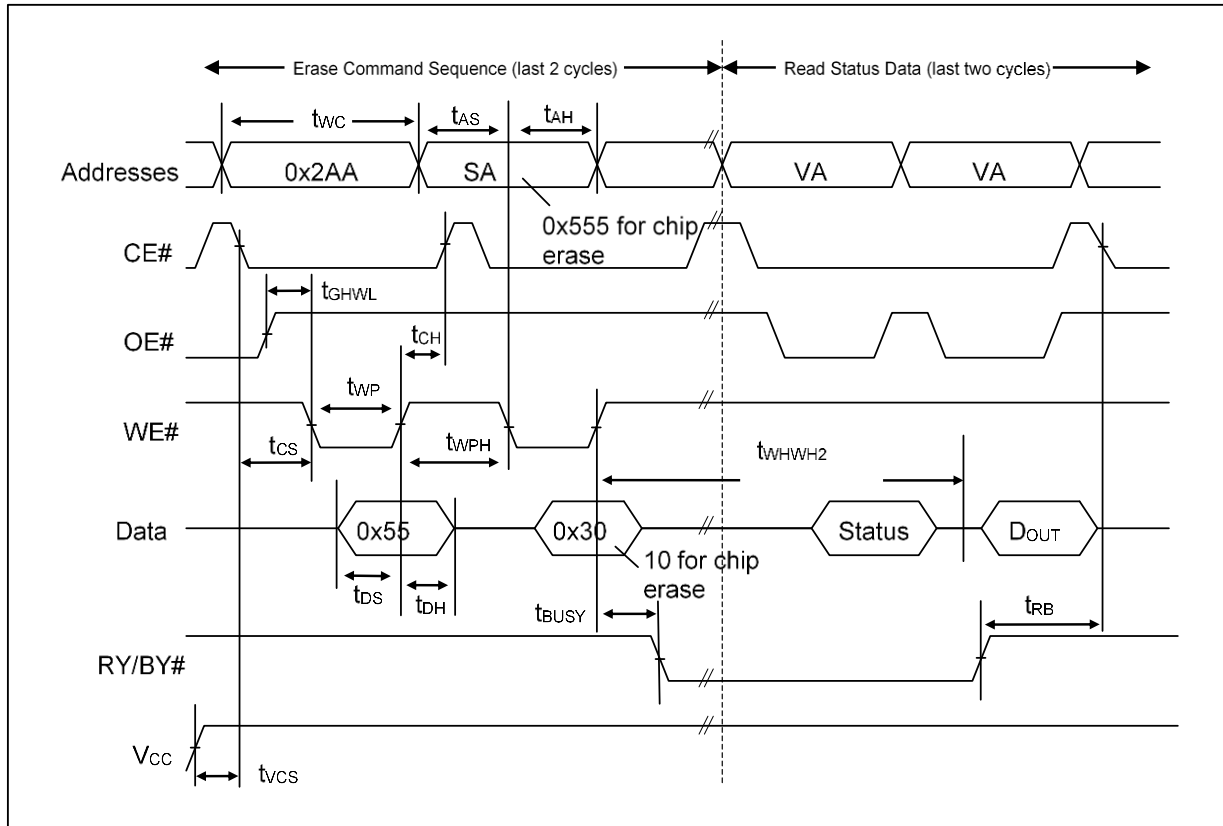 Erase Command Sequence (last 2 cycles)
Read Status Data (last two cycles)
tWC
tAS
tAH
Addresses
0x2AA
SA
VA
VA
0x555 for chip
erase
CE#
tGHWL
OE#
tCH
tWP
WE#
tCS
tWPH
tWHWH2
Data
0x55
0x30
Status
DOUT
10 for chip
erase
tDS
tDH
tBUSY
tRB
RY/BY#
VCC
tVCS